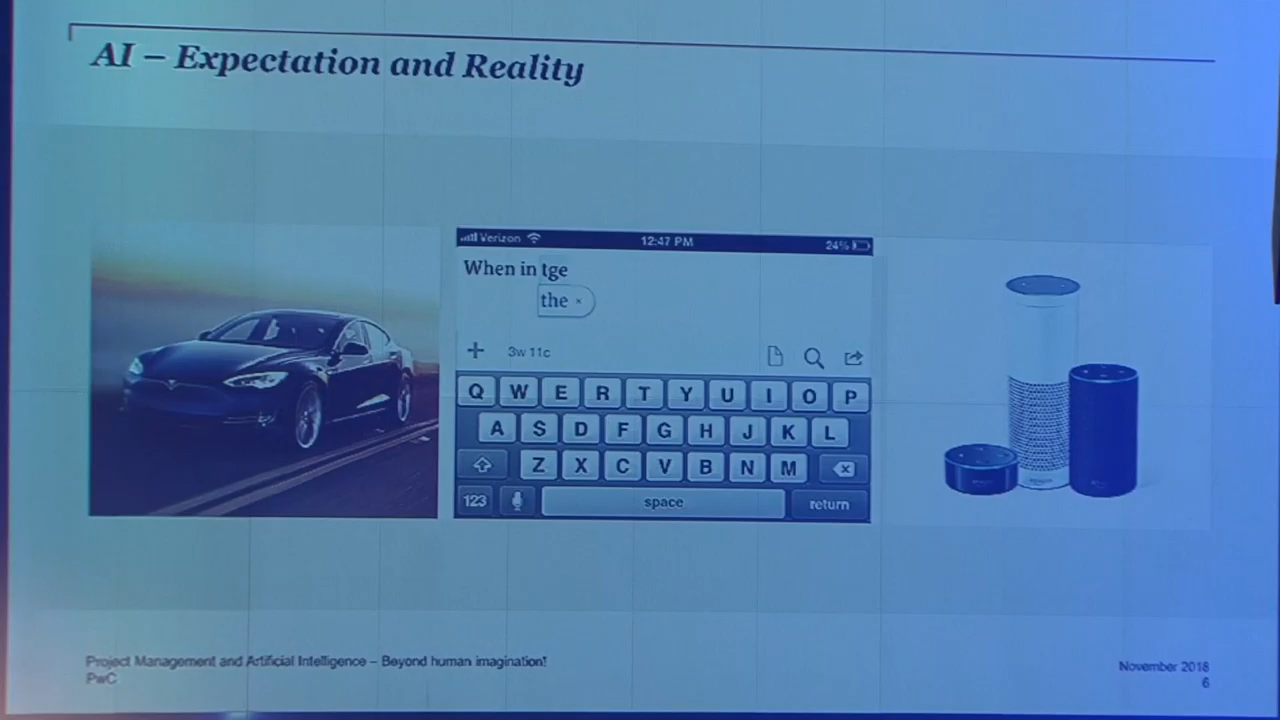 AI – Expectation and Reality
Verizon 12:47 PM 24%
When in tge
the ×
3w 11c
Q W E R T Y U I O P
A S D F G H J K L
Z X C V B N M
123 space return
Project Management and Artificial Intelligence – Beyond human imagination!
PwC
November 2018
6